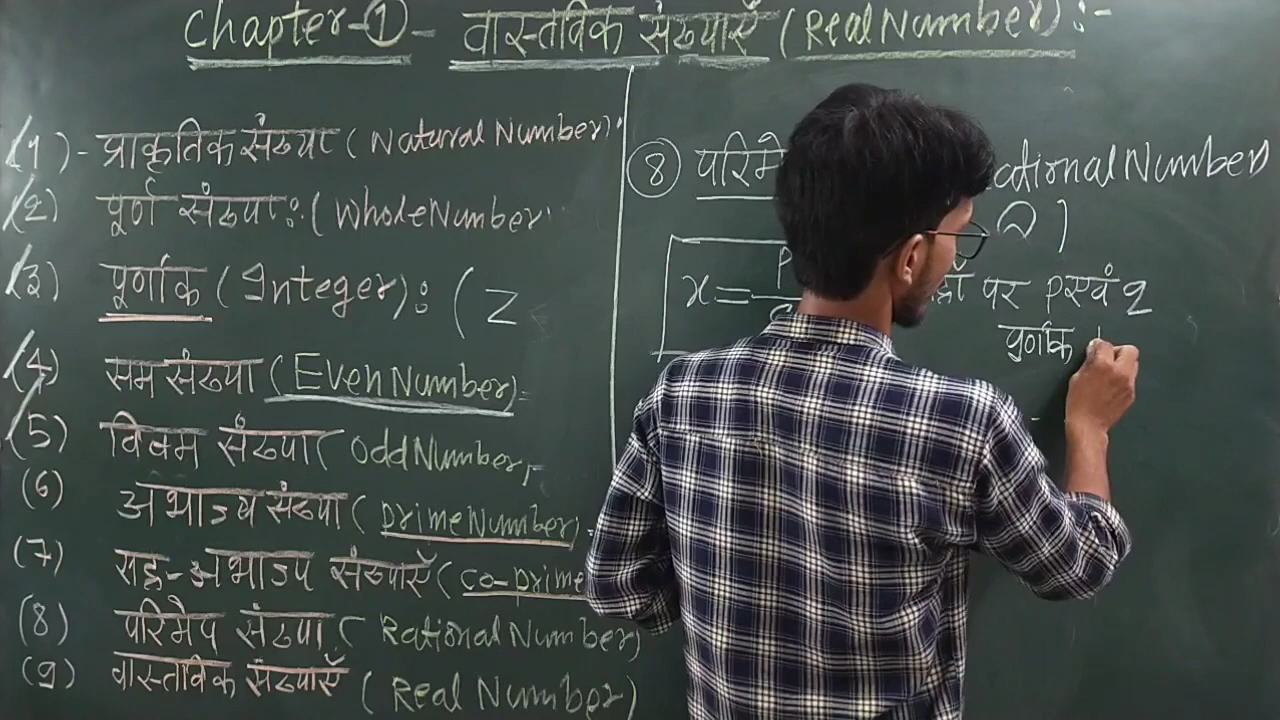 Chapter-① - वास्तविक संख्याएँ (Real Number) :-
(1) - प्राकृतिक संख्या (Natural Number):
(2) पूर्ण संख्या: (Whole Number
(3) पूर्णांक (Integer): (Z
(4) सम संख्या (Even Number):
(5) विषम संख्या (Odd Number,-
(6) अभाज्य संख्या (Prime Number) -
(7) सह-अभाज्य संख्याएँ (co-prime
(8) परिमेय संख्या ( Rational Number)
(9) वास्तविक संख्याएँ (Real Number)
⑧ परिमे ational Number
Q)
x = P पर P एवं q
पुर्णांक